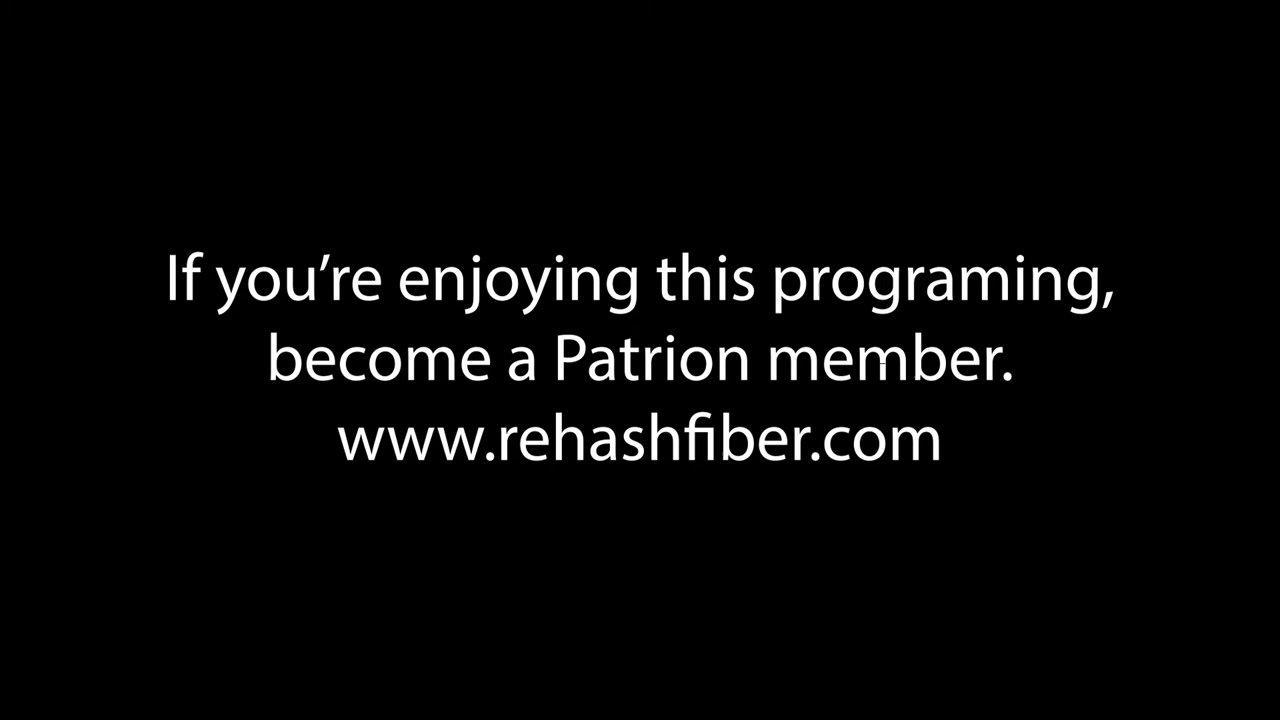 If you’re enjoying this programing,
become a Patrion member.
www.rehashfiber.com